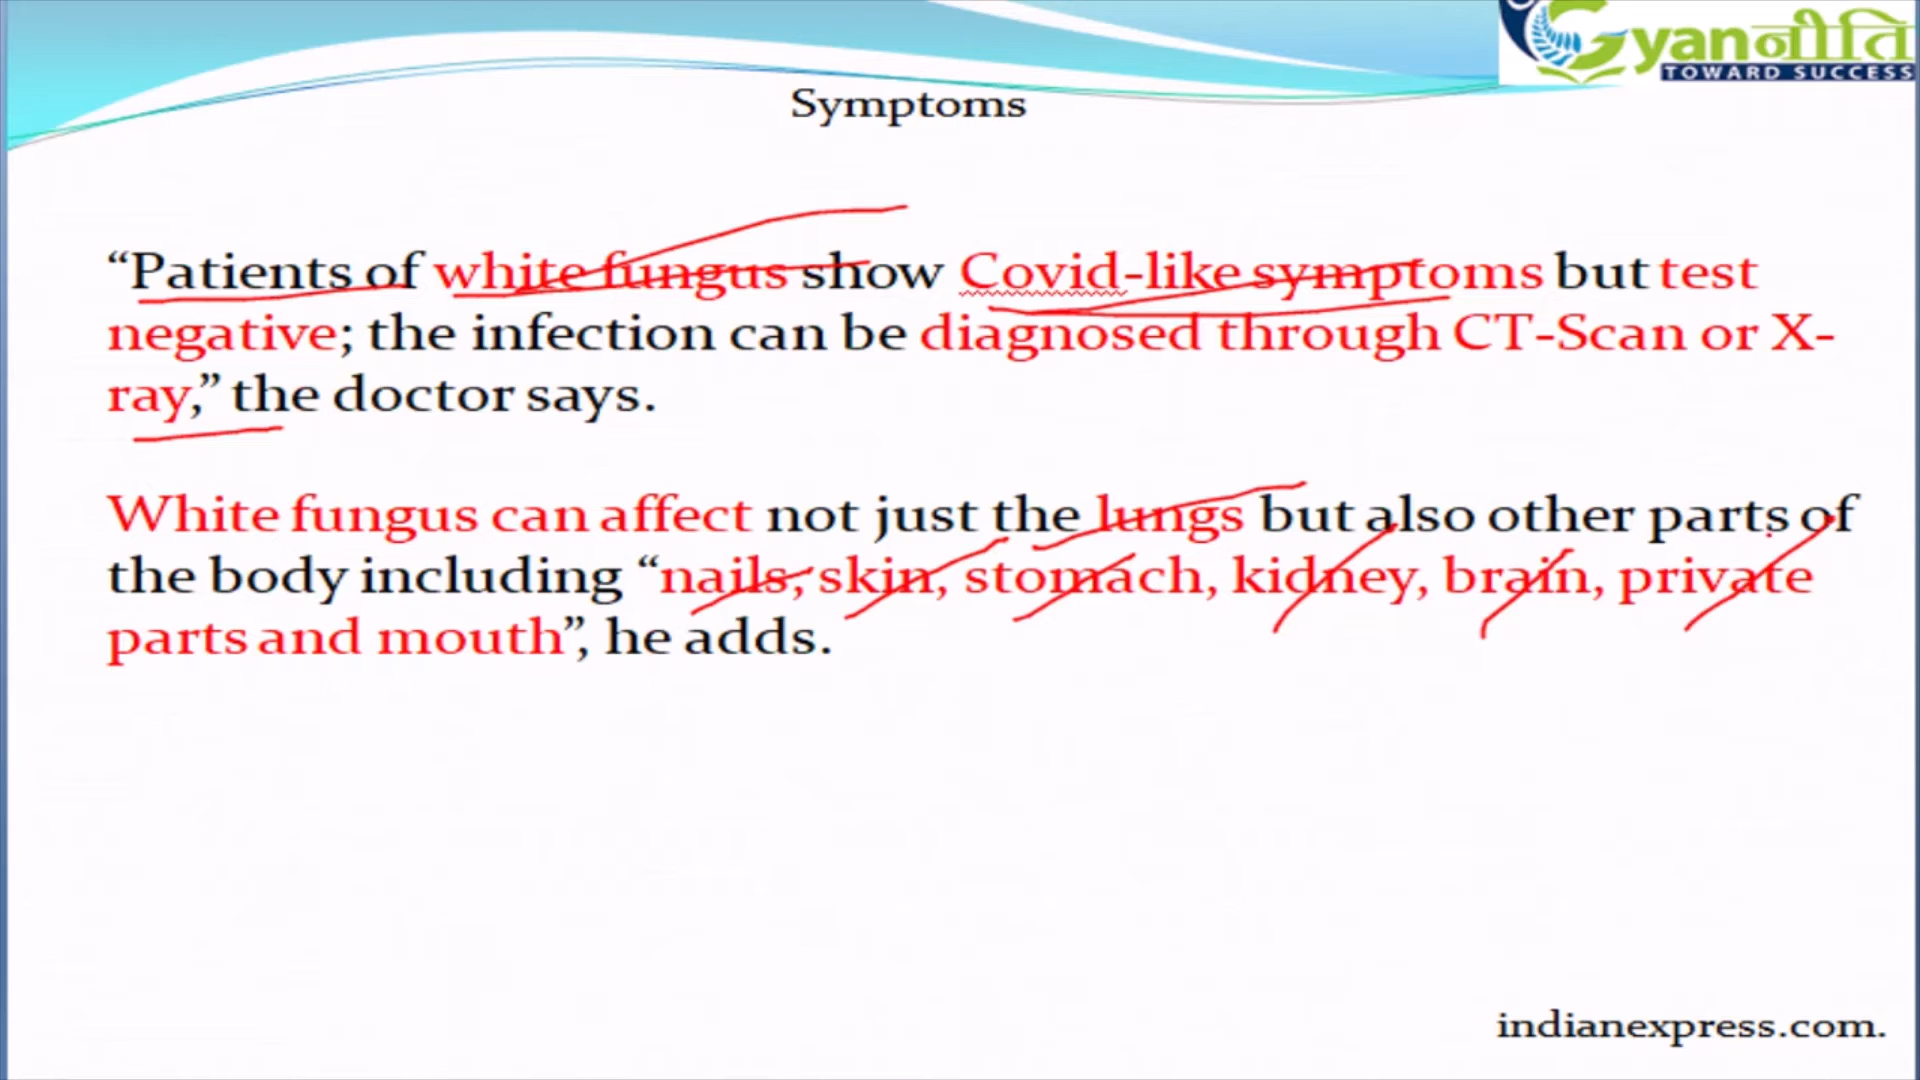 Gyanनीति
TOWARD SUCCESS
Symptoms
“Patients of white fungus show Covid-like symptoms but test
negative; the infection can be diagnosed through CT-Scan or X-
ray,” the doctor says.
White fungus can affect not just the lungs but also other parts of
the body including “nails, skin, stomach, kidney, brain, private
parts and mouth”, he adds.
indianexpress.com.